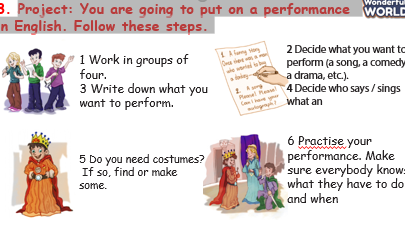 3. Project: You are going to put on a performance
in English. Follow these steps.
Wonderful
WORLD
1 Work in groups of
four.
3 Write down what you
want to perform.
1. A funny story
Once there was a man
who wanted to buy
a donkey
2. A song
Please! Please!
Can I have your
autograph?
2 Decide what you want to
perform (a song, a comedy
a drama, etc.).
4 Decide who says / sings
what an
5 Do you need costumes?
If so, find or make
some.
6 Practise your
performance. Make
sure everybody knows
what they have to do
and when